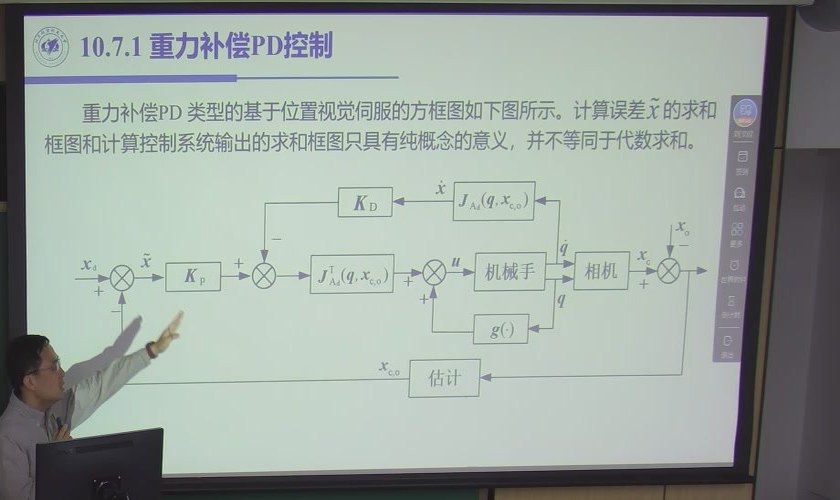 10.7.1 重力补偿PD控制
重力补偿PD 类型的基于位置视觉伺服的方框图如下图所示。计算误差x̃的求和
框图和计算控制系统输出的求和框图只具有纯概念的意义，并不等同于代数求和。
K_D
ẋ
J_Ad(q,x_c,o)
x_d
+
−
x̃
K_p
+
−
J^T_Ad(q,x_c,o)
+
+
u
机械手
q̇
q
相机
x_c
+
x_o
−
g(·)
x_c,o
估计
更多
退出